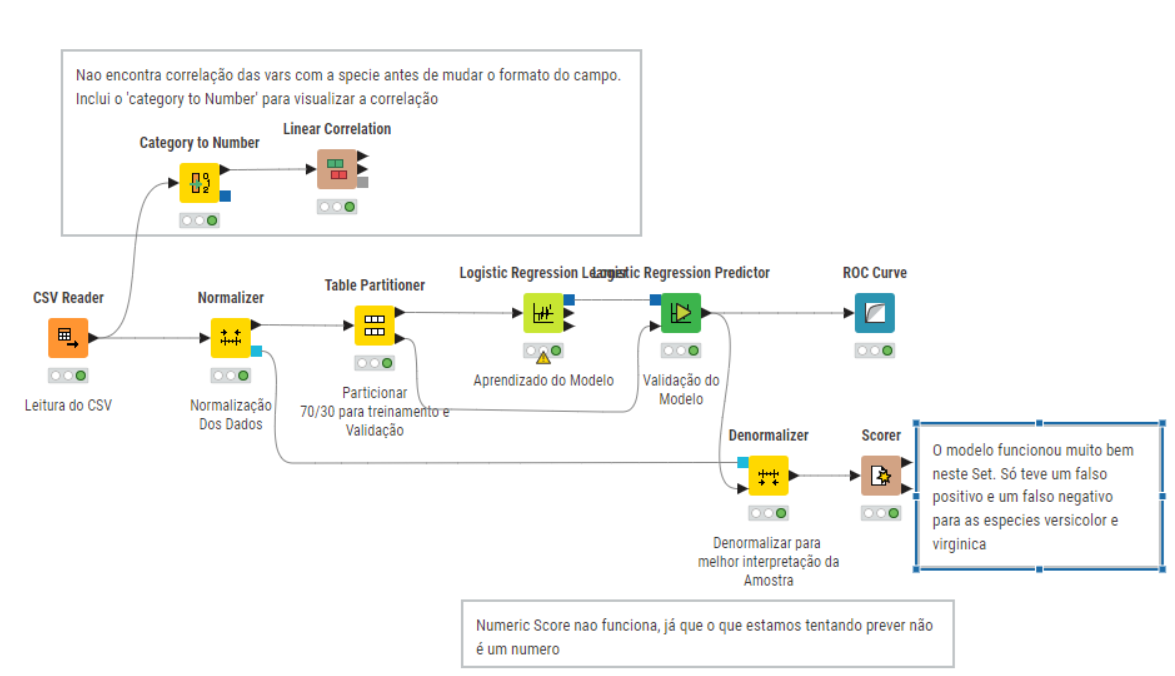 Nao encontra correlação das vars com a specie antes de mudar o formato do campo.
Inclui o 'category to Number' para visualizar a correlação
Linear Correlation
Category to Number
Logistic Regression Learner
Logistic Regression Predictor
ROC Curve
Table Partitioner
CSV Reader
Normalizer
Aprendizado do Modelo
Validação do
Modelo
Particionar
70/30 para treinamento e
Validação
Leitura do CSV
Normalização
Dos Dados
Denormalizer
Scorer
O modelo funcionou muito bem
neste Set. Só teve um falso
positivo e um falso negativo
para as especies versicolor e
virginica
Denormalizar para
melhor interpretação da
Amostra
Numeric Score nao funciona, já que o que estamos tentando prever não
é um numero